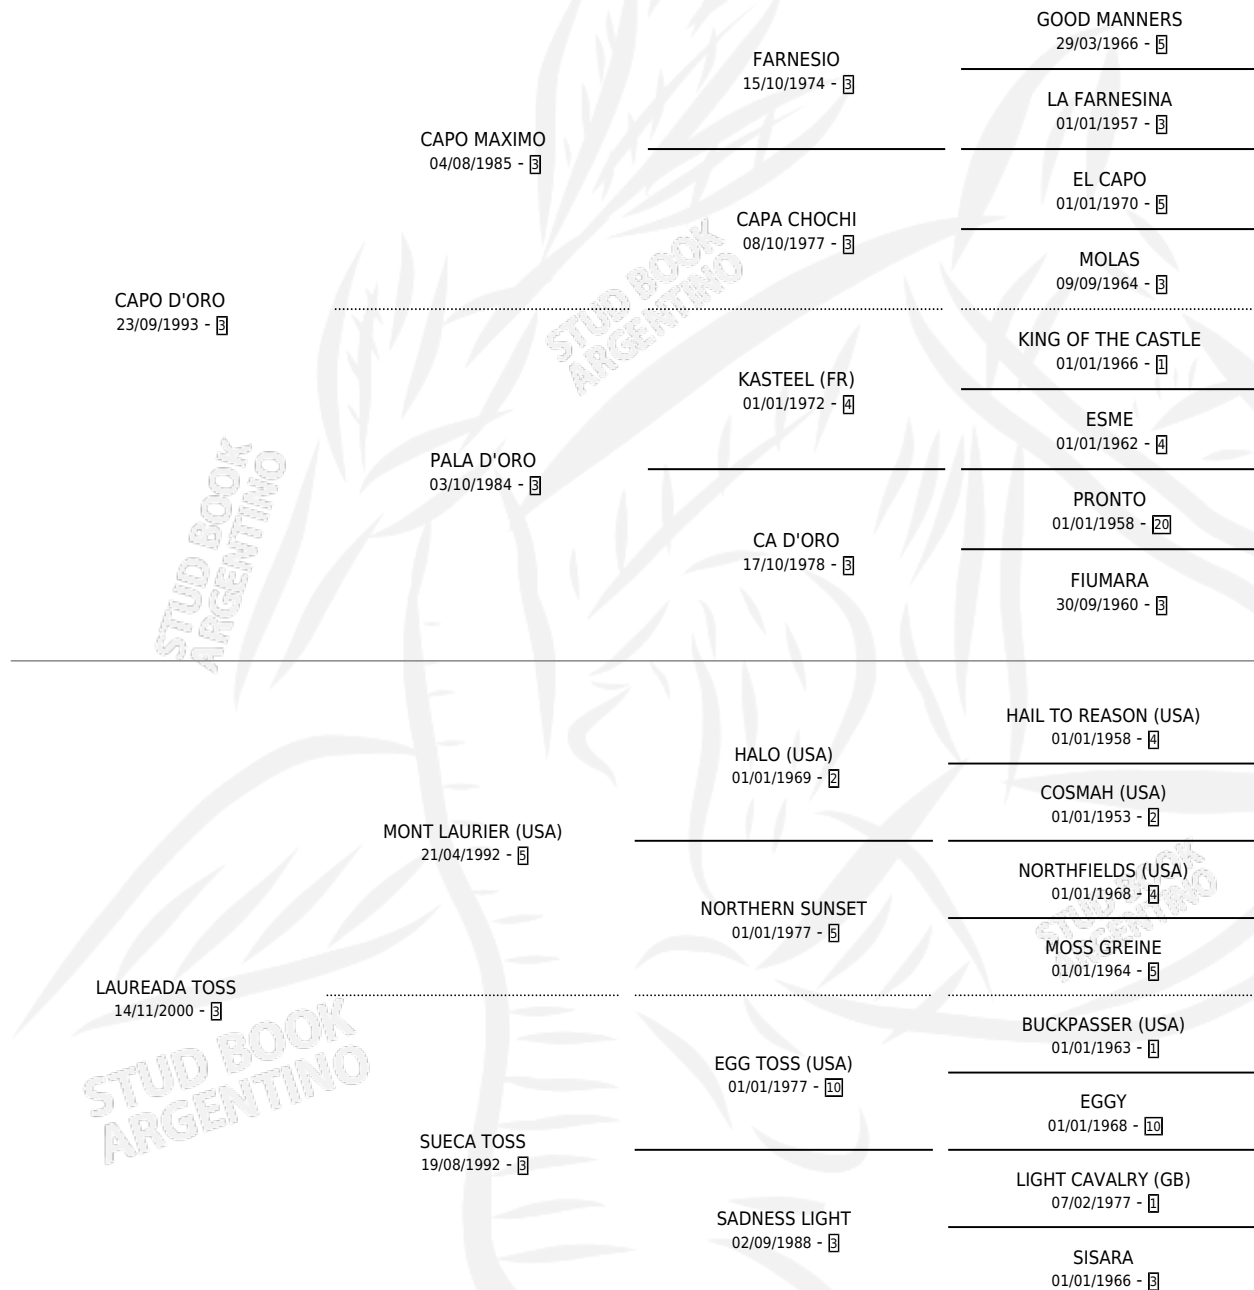 GOOD MANNERS
29/03/1966 - 5
FARNESIO
15/10/1974 - 3
LA FARNESINA
01/01/1957 - 3
CAPO MAXIMO
04/08/1985 - 3
EL CAPO
01/01/1970 - 5
CAPA CHOCHI
08/10/1977 - 3
MOLAS
09/09/1964 - 3
CAPO D'ORO
23/09/1993 - 3
KING OF THE CASTLE
01/01/1966 - 1
KASTEEL (FR)
01/01/1972 - 4
ESME
01/01/1962 - 4
PALA D'ORO
03/10/1984 - 3
PRONTO
01/01/1958 - 20
CA D'ORO
17/10/1978 - 3
FIUMARA
30/09/1960 - 3
HAIL TO REASON (USA)
01/01/1958 - 4
HALO (USA)
01/01/1969 - 2
COSMAH (USA)
01/01/1953 - 2
MONT LAURIER (USA)
21/04/1992 - 5
NORTHFIELDS (USA)
01/01/1968 - 4
NORTHERN SUNSET
01/01/1977 - 5
MOSS GREINE
01/01/1964 - 5
LAUREADA TOSS
14/11/2000 - 3
BUCKPASSER (USA)
01/01/1963 - 1
EGG TOSS (USA)
01/01/1977 - 10
EGGY
01/01/1968 - 10
SUECA TOSS
19/08/1992 - 3
LIGHT CAVALRY (GB)
07/02/1977 - 1
SADNESS LIGHT
02/09/1988 - 3
SISARA
01/01/1966 - 3
STUD BOOK
ARGENTINO
STUD BOOK
ARGENTINO
STUD BOOK
ARGENTINO
STUD BOOK
ARGENTINO